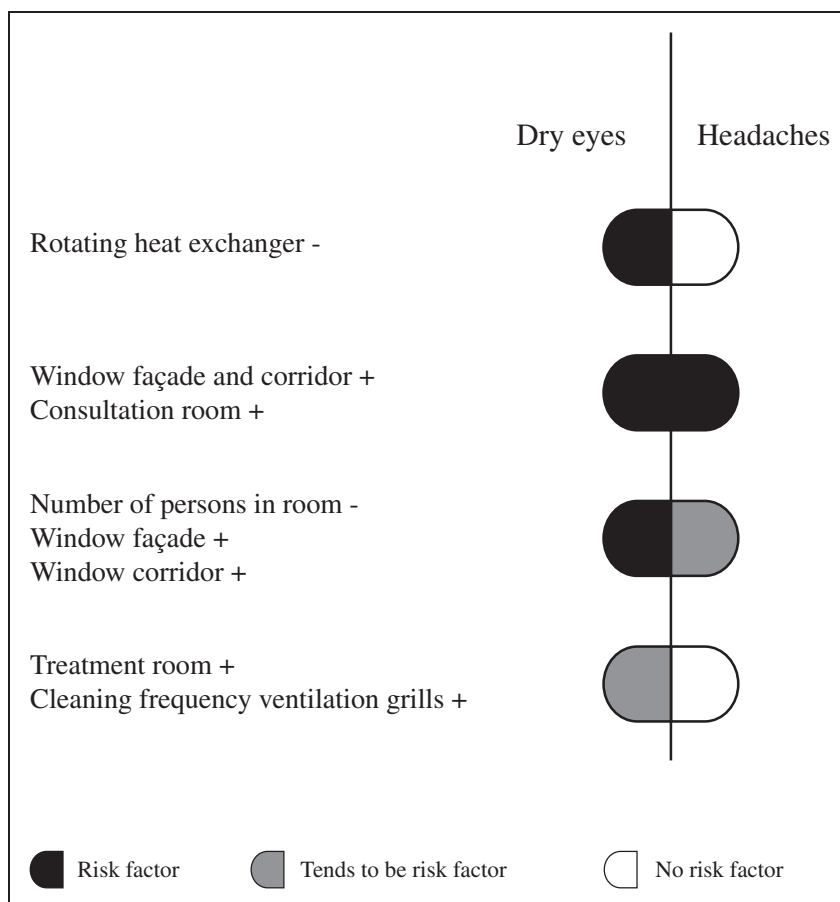 Dry eyes Headaches
Rotating heat exchanger -
Window façade and corridor +
Consultation room +
Number of persons in room -
Window façade +
Window corridor +
Treatment room +
Cleaning frequency ventilation grills +
Risk factor Tends to be risk factor No risk factor